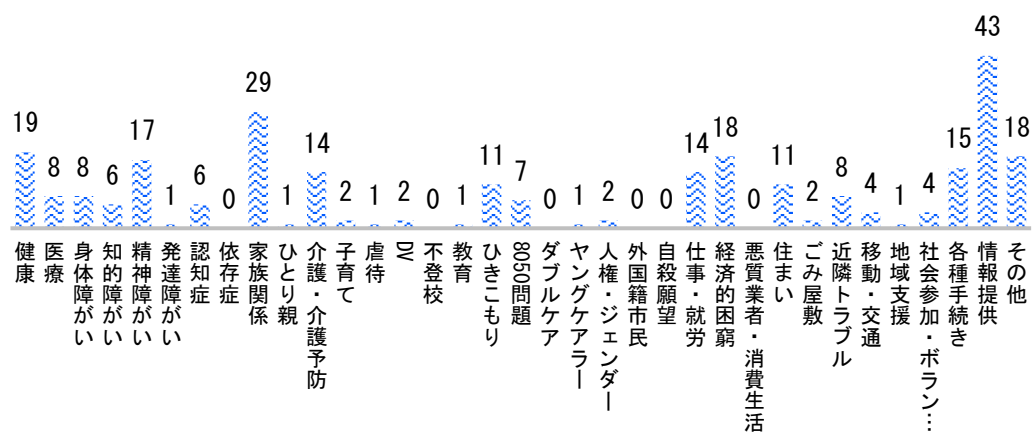 43
29
19
17
14
18
18
15
14
11
11
8
8
6
7
8
6
4
4
1
0
1
2
1
2
0
1
0
1
2
0
0
0
2
1
健康
医療
身体障がい
知的障がい
精神障がい
発達障がい
認知症
依存症
家族関係
ひとり親
介護・介護予防
子育て
虐待
DV
不登校
教育
ひきこもり
8050問題
ダブルケア
ヤングケアラー
人権・ジェンダー
外国籍市民
自殺願望
仕事・就労
経済的困窮
悪質業者・消費生活
住まい
ごみ屋敷
近隣トラブル
移動・交通
地域支援
社会参加・ボラン…
各種手続き
情報提供
その他